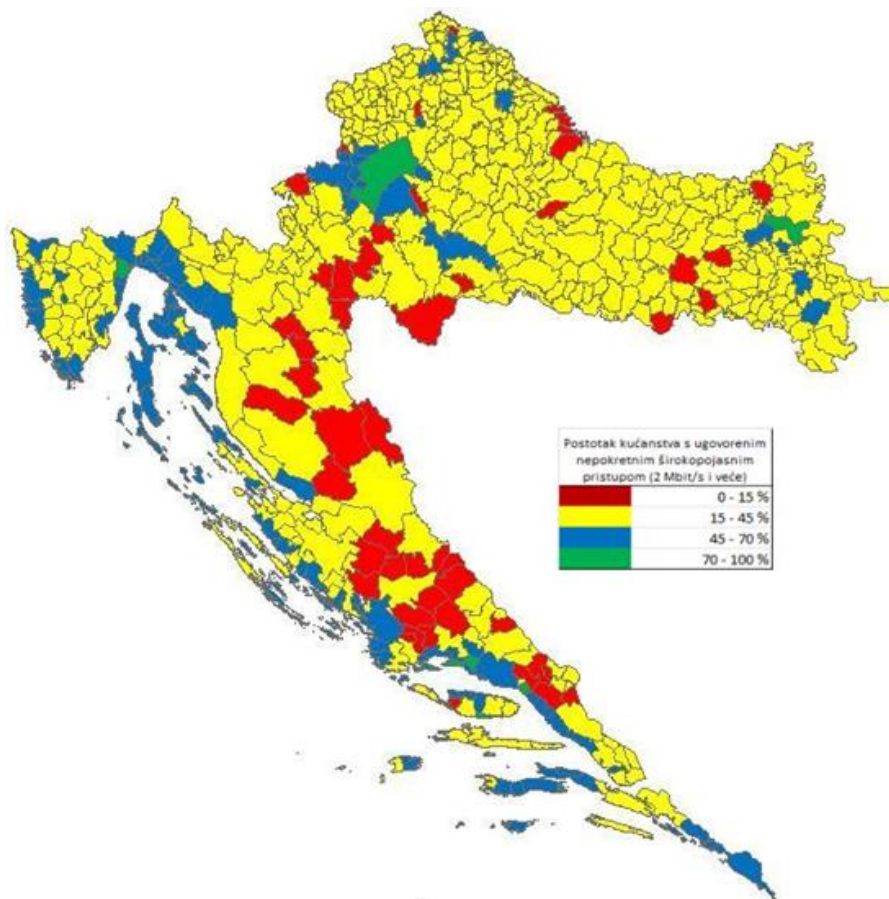 Postotak kućanstva s ugovorenim
nepokretnim širokopojasnim
pristupom (2 Mbit/s i veće)
0 - 15 %
15 - 45 %
45 - 70 %
70 - 100 %